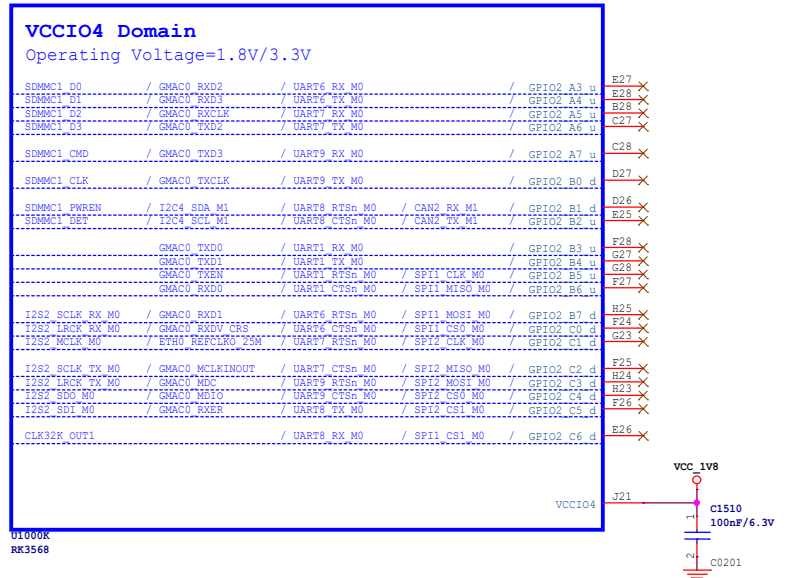 VCCIO4 Domain
Operating Voltage=1.8V/3.3V
SDMMC1_D0 / GMAC0_RXD2 / UART6_RX_M0 / GPIO2_A3_u E27
SDMMC1_D1 / GMAC0_RXD3 / UART6_TX_M0 / GPIO2_A4_u E28
SDMMC1_D2 / GMAC0_RXCLK / UART7_RX_M0 / GPIO2_A5_u B28
SDMMC1_D3 / GMAC0_TXD2 / UART7_TX_M0 / GPIO2_A6_u C27
SDMMC1_CMD / GMAC0_TXD3 / UART9_RX_M0 / GPIO2_A7_u C28
SDMMC1_CLK / GMAC0_TXCLK / UART9_TX_M0 / GPIO2_B0_d D27
SDMMC1_PWREN / I2C4_SDA_M1 / UART8_RTSn_M0 / CAN2_RX_M1 / GPIO2_B1_d D26
SDMMC1_DET / I2C4_SCL_M1 / UART8_CTSn_M0 / CAN2_TX_M1 / GPIO2_B2_u E25
GMAC0_TXD0 / UART1_RX_M0 / GPIO2_B3_u F28
GMAC0_TXD1 / UART1_TX_M0 / GPIO2_B4_u G27
GMAC0_TXEN / UART1_RTSn_M0 / SPI1_CLK_M0 / GPIO2_B5_u G28
GMAC0_RXD0 / UART1_CTSn_M0 / SPI1_MISO_M0 / GPIO2_B6_u F27
I2S2_SCLK_RX_M0 / GMAC0_RXD1 / UART6_RTSn_M0 / SPI1_MOSI_M0 / GPIO2_B7_d H25
I2S2_LRCK_RX_M0 / GMAC0_RXDV_CRS / UART6_CTSn_M0 / SPI1_CS0_M0 / GPIO2_C0_d F24
I2S2_MCLK_M0 / ETH0_REFCLKO_25M / UART7_RTSn_M0 / SPI2_CLK_M0 / GPIO2_C1_d G23
I2S2_SCLK_TX_M0 / GMAC0_MCLKINOUT / UART7_CTSn_M0 / SPI2_MISO_M0 / GPIO2_C2_d F25
I2S2_LRCK_TX_M0 / GMAC0_MDC / UART9_RTSn_M0 / SPI2_MOSI_M0 / GPIO2_C3_d H24
I2S2_SDO_M0 / GMAC0_MDIO / UART9_CTSn_M0 / SPI2_CS0_M0 / GPIO2_C4_d H23
I2S2_SDI_M0 / GMAC0_RXER / UART8_TX_M0 / SPI2_CS1_M0 / GPIO2_C5_d F26
CLK32K_OUT1 / UART8_RX_M0 / SPI1_CS1_M0 / GPIO2_C6_d E26
VCC_1V8
VCCIO4 J21
C1510
1
100nF/6.3V
U1000K
RK3568
2
C0201